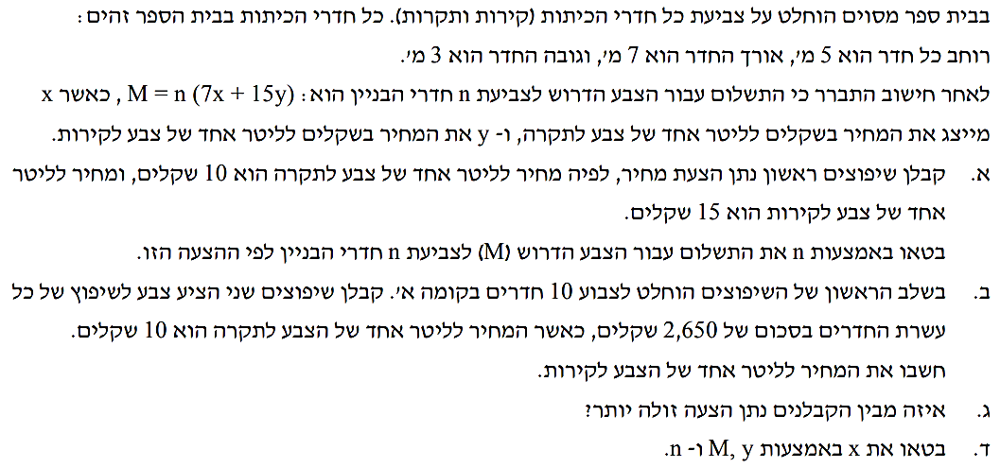 בבית ספר מסוים הוחלט על צביעת כל חדרי הכיתות (קירות ותקרות). כל חדרי הכיתות בבית הספר זהים:
רוחב כל חדר הוא 5 מ', אורך החדר הוא 7 מ', וגובה החדר הוא 3 מ'.
לאחר חישוב התברר כי התשלום עבור הצבע הדרוש לצביעת n חדרי הבניין הוא: M = n (7x + 15y) , כאשר x
מייצג את המחיר בשקלים לליטר אחד של צבע לתקרה, ו- y את המחיר בשקלים לליטר אחד של צבע לקירות.
א. קבלן שיפוצים ראשון נתן הצעת מחיר, לפיה מחיר לליטר אחד של צבע לתקרה הוא 10 שקלים, ומחיר לליטר
אחד של צבע לקירות הוא 15 שקלים.
בטאו באמצעות n את התשלום עבור הצבע הדרוש (M) לצביעת n חדרי הבניין לפי ההצעה הזו.
ב. בשלב הראשון של השיפוצים הוחלט לצבוע 10 חדרים בקומה א'. קבלן שיפוצים שני הציע צבע לשיפוץ של כל
עשרת החדרים בסכום של 2,650 שקלים, כאשר המחיר לליטר אחד של הצבע לתקרה הוא 10 שקלים.
חשבו את המחיר לליטר אחד של הצבע לקירות.
ג. איזה מבין הקבלנים נתן הצעה זולה יותר?
ד. בטאו את x באמצעות M, y ו- n.